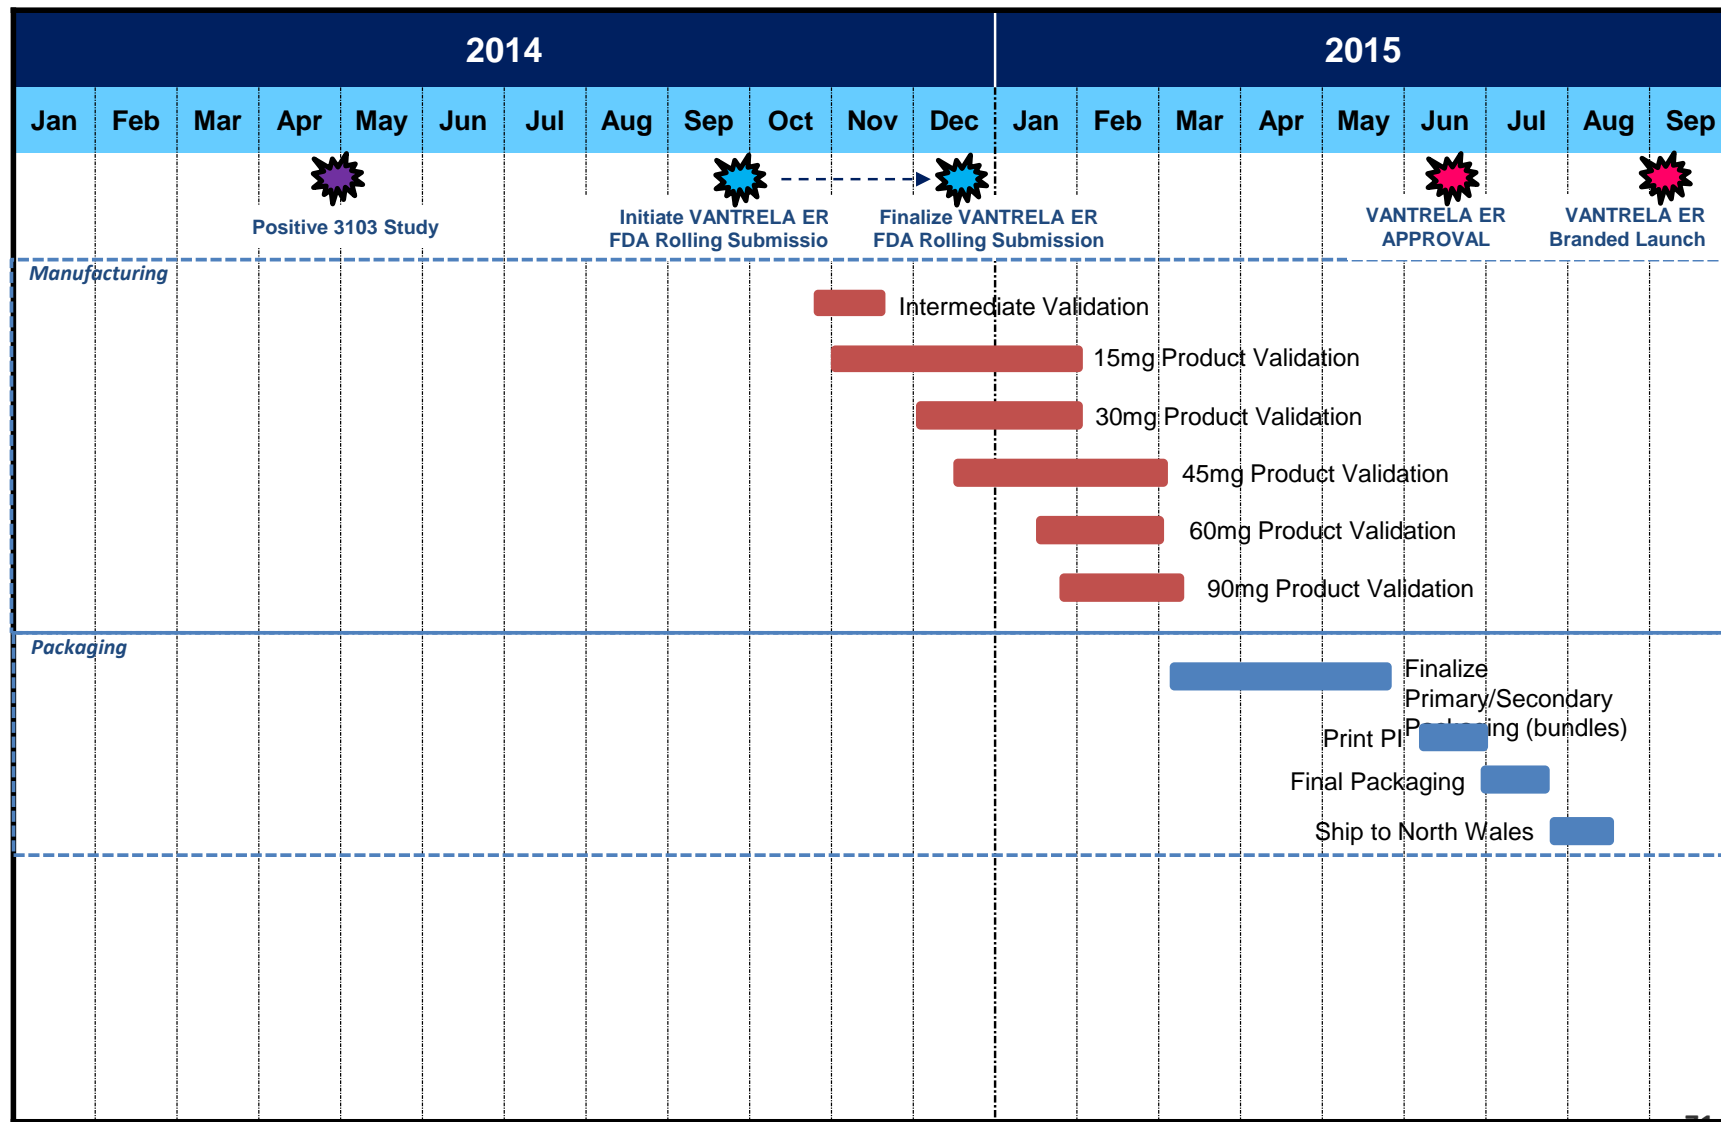 2014
2015
Jan Feb Mar Apr May Jun Jul Aug Sep Oct Nov Dec Jan Feb Mar Apr May Jun Jul Aug Sep
Positive 3103 Study
Initiate VANTRELA ER
FDA Rolling Submissio
Finalize VANTRELA ER
FDA Rolling Submission
VANTRELA ER
APPROVAL
VANTRELA ER
Branded Launch
Manufacturing
Intermediate Validation
15mg Product Validation
30mg Product Validation
45mg Product Validation
60mg Product Validation
90mg Product Validation
Packaging
Finalize
Primary/Secondary
Packaging (bundles)
Print PI
Final Packaging
Ship to North Wales